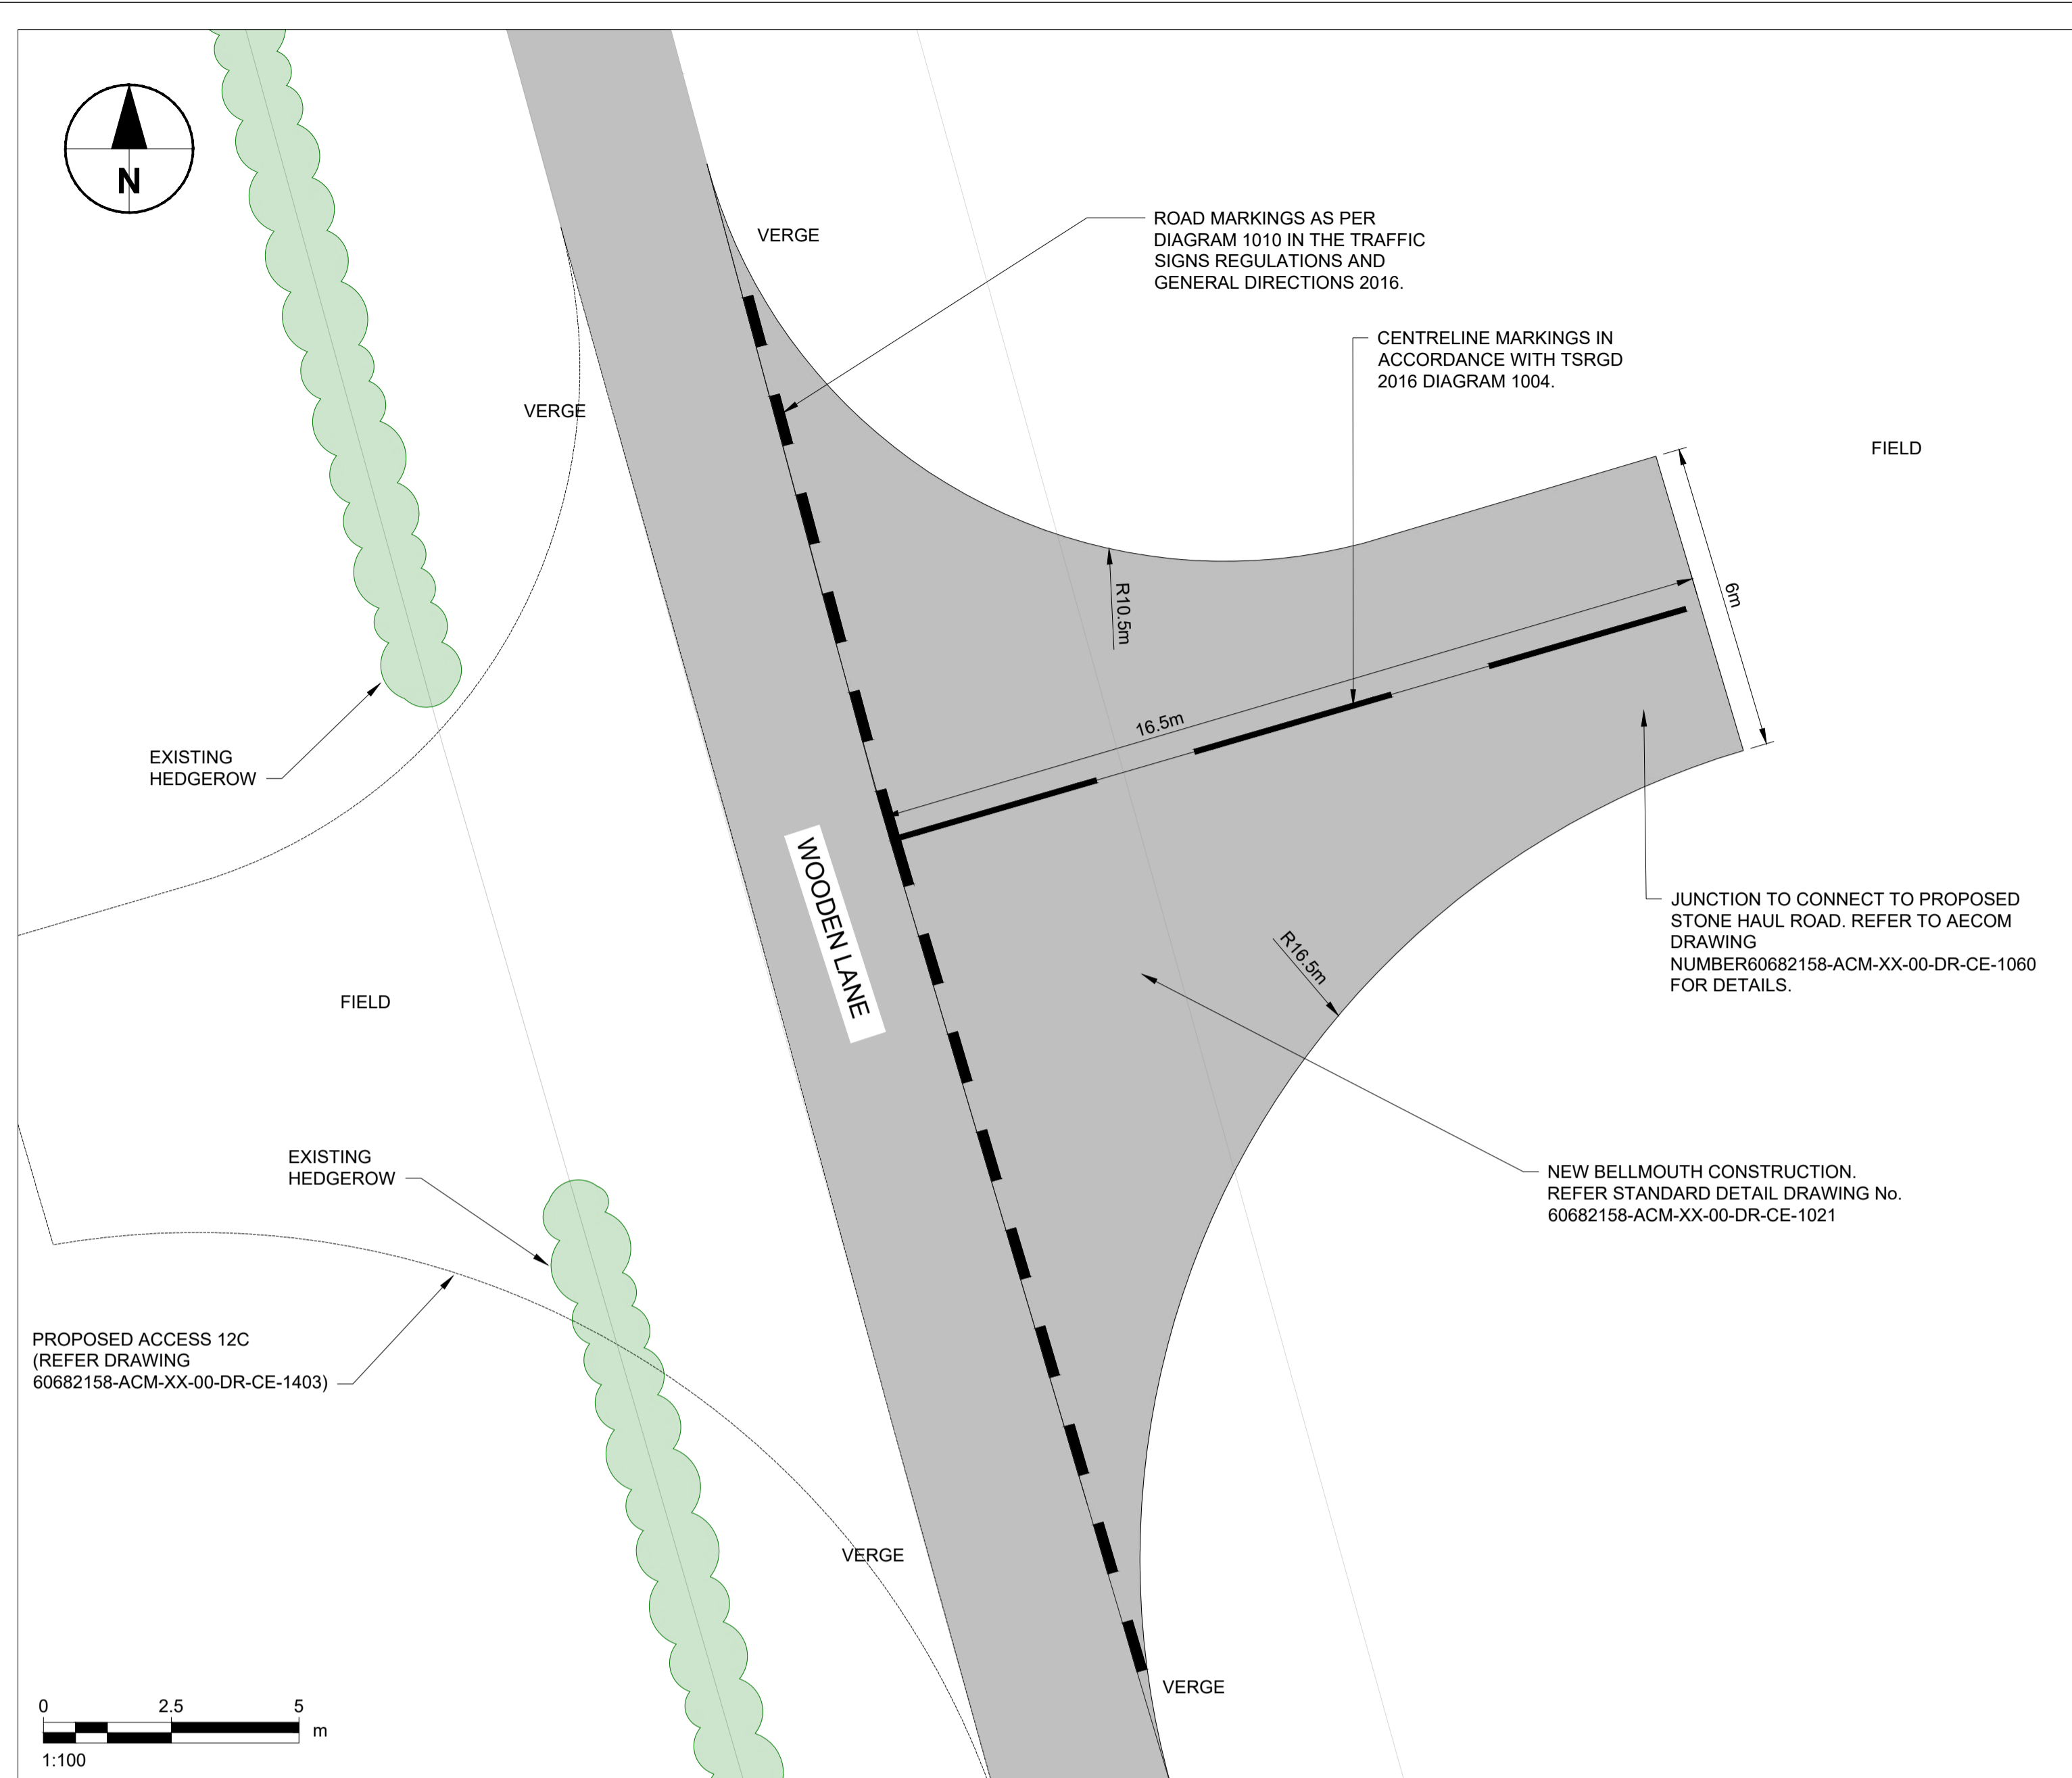 N
VERGE
ROAD MARKINGS AS PER
DIAGRAM 1010 IN THE TRAFFIC
SIGNS REGULATIONS AND
GENERAL DIRECTIONS 2016.
CENTRELINE MARKINGS IN
ACCORDANCE WITH TSRGD
2016 DIAGRAM 1004.
VERGE
FIELD
R10.5m
6m
16.5m
EXISTING
HEDGEROW
WOODEN LANE
R16.5m
JUNCTION TO CONNECT TO PROPOSED
STONE HAUL ROAD. REFER TO AECOM
DRAWING
NUMBER60682158-ACM-XX-00-DR-CE-1060
FOR DETAILS.
FIELD
EXISTING
HEDGEROW
NEW BELLMOUTH CONSTRUCTION.
REFER STANDARD DETAIL DRAWING No.
60682158-ACM-XX-00-DR-CE-1021
PROPOSED ACCESS 12C
(REFER DRAWING
60682158-ACM-XX-00-DR-CE-1403)
VERGE
VERGE
0 2.5 5
m
1:100